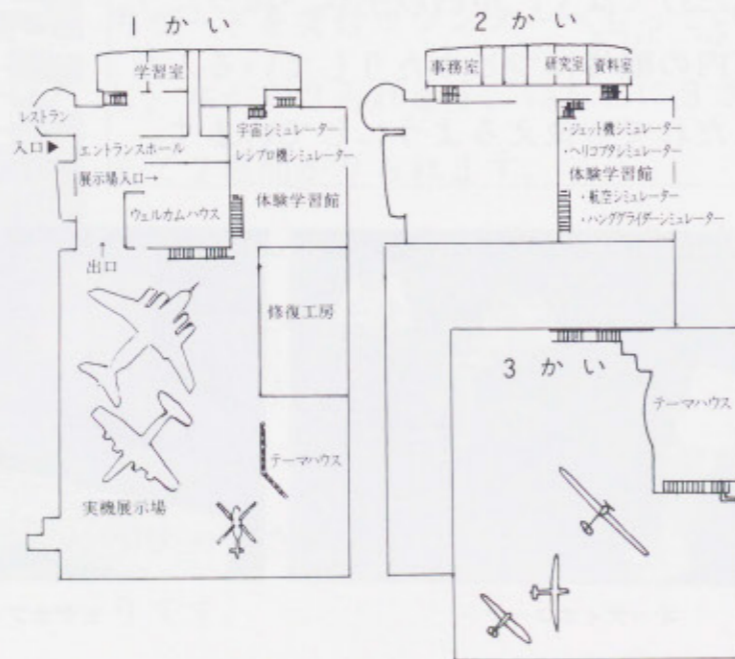 1かい
学習室
レストラン
入口▶
エントランスホール
展示場入口→
ウェルカムハウス
↑
出口
宇宙シミュレーター
レシプロ機シミュレーター
体験学習館
修復工房
テーマハウス
実機展示場
2かい
事務室
研究室
資料室
・ジェット機シミュレーター
・ヘリコプタシミュレーター
体験学習館
・航空シミュレーター
・ハンググライダーシミュレーター
3かい
テーマハウス